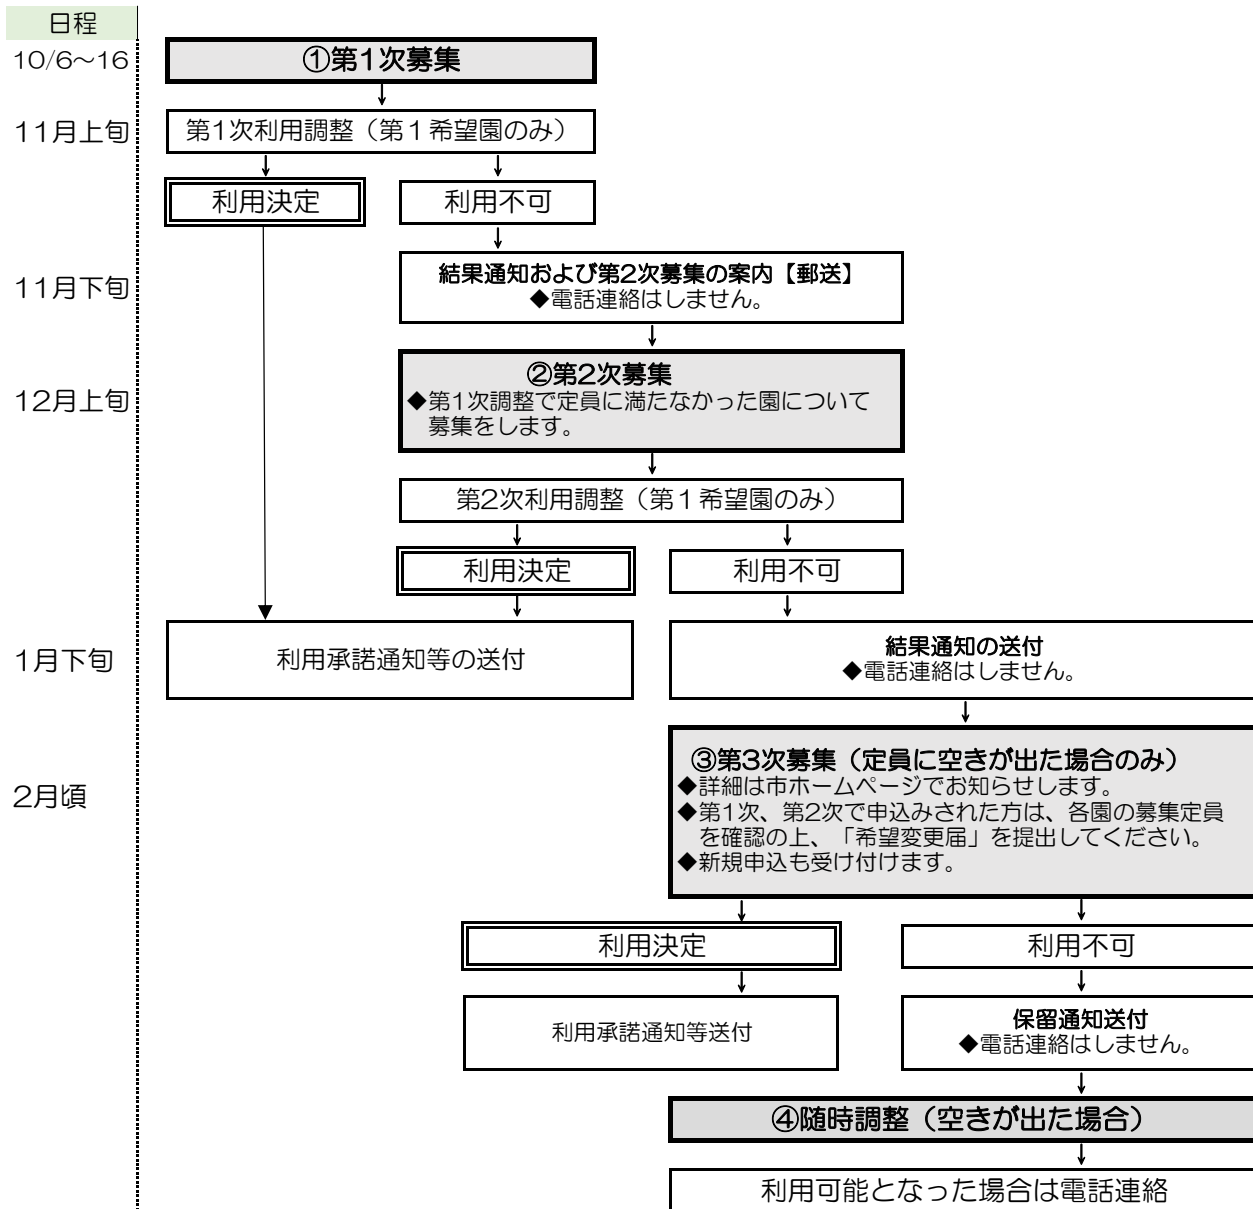 日程
10/6～16
①第1次募集
11月上旬
第1次利用調整（第1希望園のみ）
利用決定
利用不可
11月下旬
結果通知および第2次募集の案内【郵送】
◆電話連絡はしません。
12月上旬
②第2次募集
◆第1次調整で定員に満たなかった園について
募集をします。
第2次利用調整（第1希望園のみ）
利用決定
利用不可
1月下旬
利用承諾通知等の送付
結果通知の送付
◆電話連絡はしません。
2月頃
③第3次募集（定員に空きが出た場合のみ）
◆詳細は市ホームページでお知らせします。
◆第1次、第2次で申込みされた方は、各園の募集定員
を確認の上、「希望変更届」を提出してください。
◆新規申込も受け付けます。
利用決定
利用不可
利用承諾通知等送付
保留通知送付
◆電話連絡はしません。
④随時調整（空きが出た場合）
利用可能となった場合は電話連絡